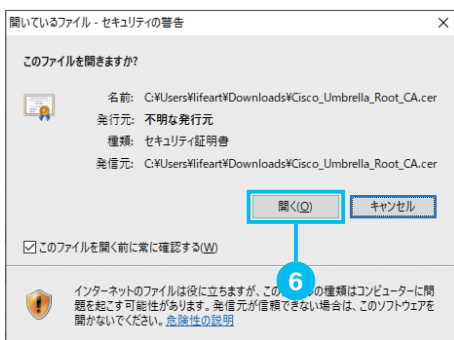 開いているファイル - セキュリティの警告
このファイルを開きますか?
名前: C:¥Users¥lifeart¥Downloads¥Cisco_Umbrella_Root_CA.cer
発行元: 不明な発行元
種類: セキュリティ証明書
発信元: C:¥Users¥lifeart¥Downloads¥Cisco_Umbrella_Root_CA.cer
開く(O) キャンセル
このファイルを開く前に常に確認する(W)
6
インターネットのファイルは役に立ちますが、この の種類はコンピューターに問
題を起こす可能性があります。発信元が信頼できない場合は、このソフトウェアを
開かないでください。危険性の説明